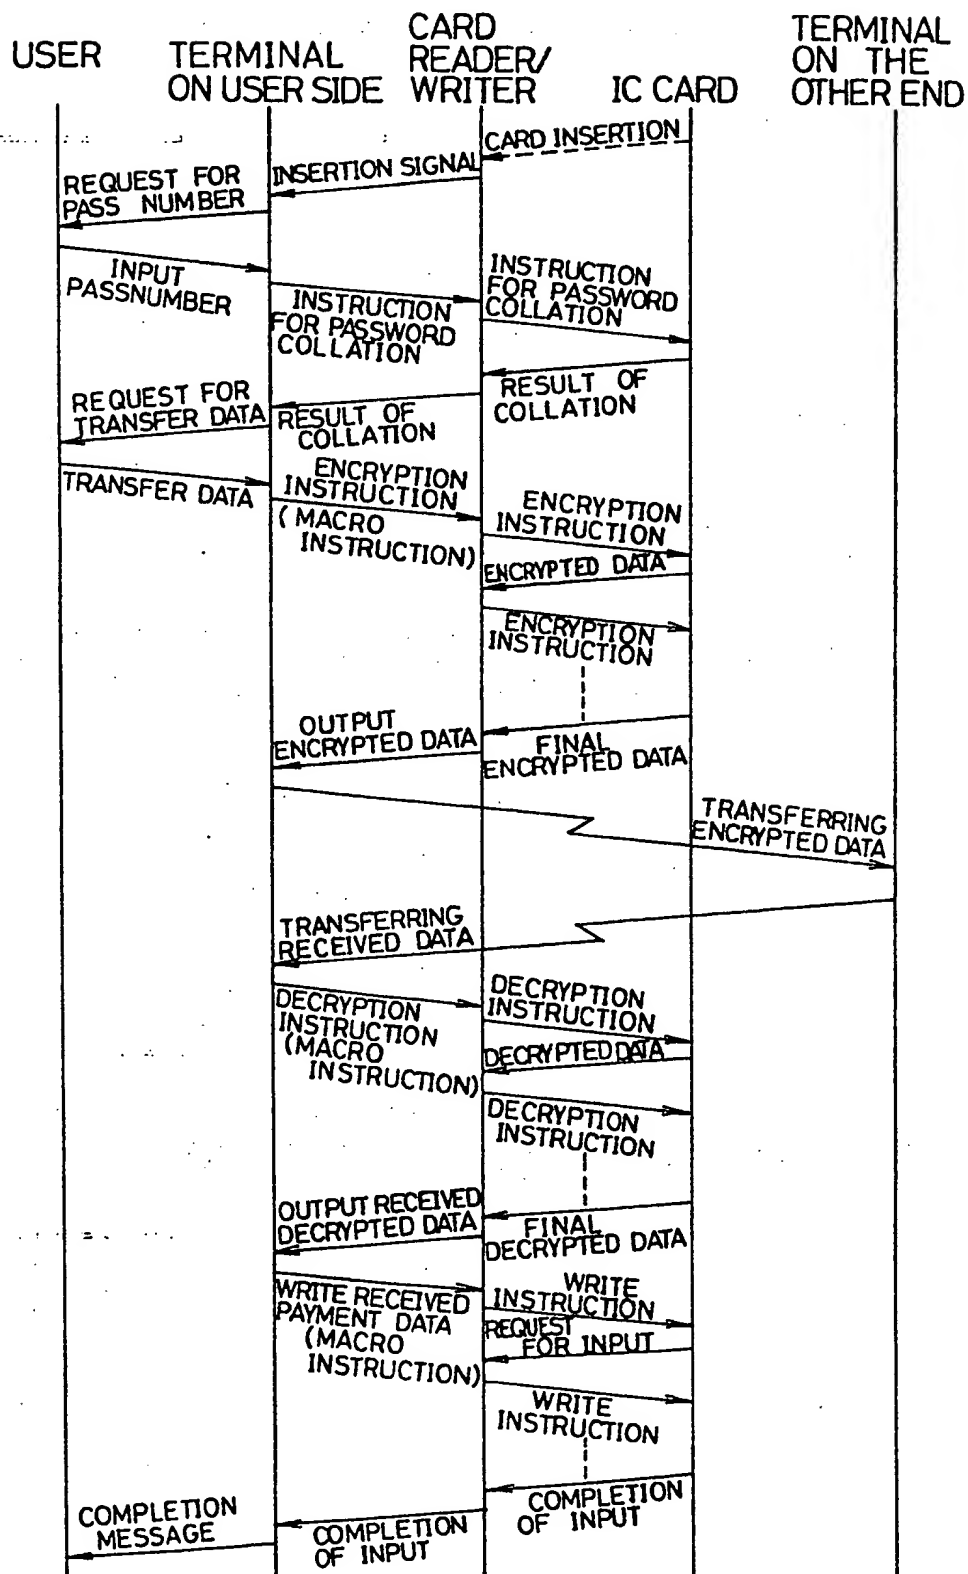 USER
TERMINAL
ON USER SIDE
CARD
READER/
WRITER
IC CARD
TERMINAL
ON THE
OTHER END
CARD INSERTION
INSERTION SIGNAL
REQUEST FOR
PASS NUMBER
INPUT
PASSNUMBER
INSTRUCTION
FOR PASSWORD
COLLATION
INSTRUCTION
FOR PASSWORD
COLLATION
RESULT OF
COLLATION
RESULT OF
COLLATION
REQUEST FOR
TRANSFER DATA
TRANSFER DATA
ENCRYPTION
INSTRUCTION
(MACRO
INSTRUCTION)
ENCRYPTION
INSTRUCTION
ENCRYPTED DATA
ENCRYPTION
INSTRUCTION
FINAL
ENCRYPTED DATA
OUTPUT
ENCRYPTED DATA
TRANSFERRING
ENCRYPTED DATA
TRANSFERRING
RECEIVED DATA
DECRYPTION
INSTRUCTION
(MACRO
INSTRUCTION)
DECRYPTION
INSTRUCTION
DECRYPTED DATA
DECRYPTION
INSTRUCTION
FINAL
DECRYPTED DATA
OUTPUT RECEIVED
DECRYPTED DATA
WRITE RECEIVED
PAYMENT DATA
(MACRO
INSTRUCTION)
WRITE
INSTRUCTION
REQUEST
FOR INPUT
WRITE
INSTRUCTION
COMPLETION
OF INPUT
COMPLETION
OF INPUT
COMPLETION
MESSAGE